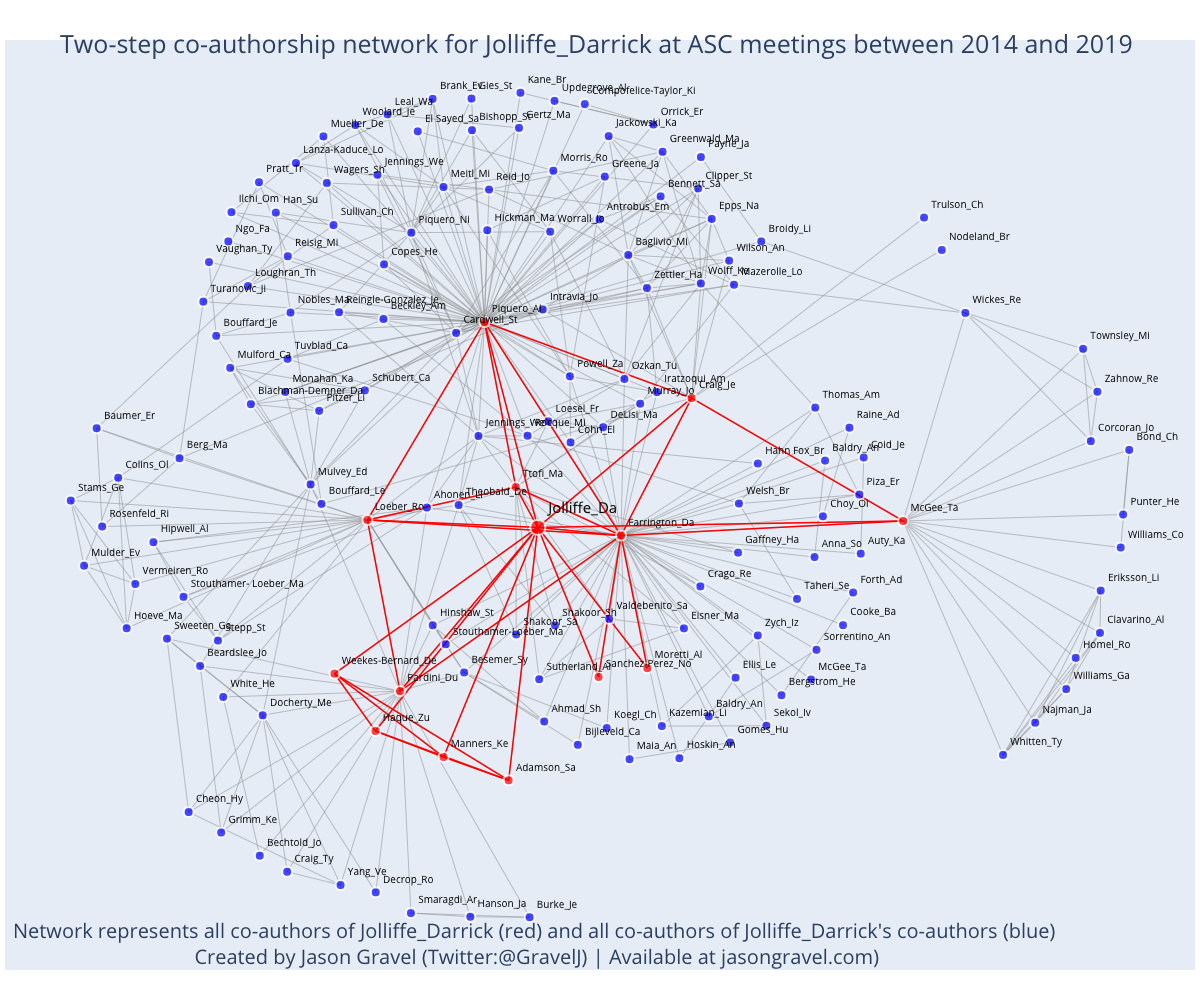 Two-step co-authorship network for Jolliffe_Darrick at ASC meetings between 2014 and 2019
Brank_Ev
Gies_St
Kane_Br
Updegrove_Al
Compofelice-Taylor_Ki
Leal_Wa
Woolard_Je
El Sayed_Sa
Bishopp_St
Gertz_Ma
Orrick_Er
Mueller_De
Jackowski_Ka
Greenwald_Ma
Payne_Ja
Lanza-Kaduce_Lo
Pratt_Tr
Wagers_Sh
Jennings_We
Meitl_Mi
Reid_Jo
Morris_Ro
Greene_Ja
Clipper_St
Bennett_Sa
Ilchi_Om
Han_Su
Sullivan_Ch
Piquero_Ni
Hickman_Ma
Worrall_Jo
Antrobus_Em
Epps_Na
Trulson_Ch
Ngo_Fa
Vaughan_Ty
Reisig_Mi
Copes_He
Baglivio_Mi
Wilson_An
Broidy_Li
Nodeland_Br
Turanovic_Ji
Loughran_Th
Zettler_Ha
Wolff_Ke
Mazerolle_Lo
Nobles_Ma
Reingle-Gonzalez_Je
Beckley_Am
Intravia_Jo
Piquero_Al
Cardwell_St
Wickes_Re
Bouffard_Je
Mulford_Ca
Tuvblad_Ca
Townsley_Mi
Monahan_Ka
Blachman-Demner_Da
Pitzer_Li
Schubert_Ca
Powell_Za
Ozkan_Tu
Iratzoqui_Am
Murray_Jo
Craig_Je
Zahnow_Re
Baumer_Er
Thomas_Am
Loesel_Fr
DeLisi_Ma
Raine_Ad
Corcoran_Jo
Jennings_We
Rocque_Mi
Cohn_El
Berg_Ma
Hahn Fox_Br
Baldry_An
Gold_Je
Bond_Ch
Colins_Ol
Mulvey_Ed
Ttofi_Ma
Piza_Er
Stams_Ge
Bouffard_Le
Ahonen_Li
Theobald_De
Welsh_Br
Choy_Ol
Punter_He
Rosenfeld_Ri
Loeber_Ro
Jolliffe_Da
Farrington_Da
McGee_Ta
Hipwell_Al
Gaffney_Ha
Anna_So
Auty_Ka
Williams_Co
Mulder_Ev
Vermeiren_Ro
Stouthamer- Loeber_Ma
Crago_Re
Taheri_Se
Forth_Ad
Eriksson_Li
Hoeve_Ma
Sweeten_Ga
Stepp_St
Hinshaw_St
Stouthamer-Loeber_Ma
Shakoor_Sa
Shakoor_Sh
Valdebenito_Sa
Eisner_Ma
Zych_Iz
Cooke_Ba
Clavarino_Al
Beardslee_Jo
Weekes-Bernard_De
Pardini_Du
Besemer_Sy
Sutherland_Al
Sanchez Perez_No
Moretti_Al
Ellis_Le
Sorrentino_An
McGee_Ta
Bergstrom_He
Homel_Ro
White_He
Docherty_Me
Haque_Zu
Ahmad_Sh
Koegl_Ch
Kazemian_Li
Baldry_An
Sekol_Iv
Williams_Ga
Najman_Ja
Manners_Ke
Bijleveld_Ca
Maia_An
Hoskin_An
Gomes_Hu
Whitten_Ty
Adamson_Sa
Cheon_Hy
Grimm_Ke
Bechtold_Jo
Craig_Ty
Yang_Ve
Decrop_Ro
Smaragdi_Ar
Hanson_Ja
Burke_Je
Network represents all co-authors of Jolliffe_Darrick (red) and all co-authors of Jolliffe_Darrick's co-authors (blue)
Created by Jason Gravel (Twitter:@GravelJ) | Available at jasongravel.com)